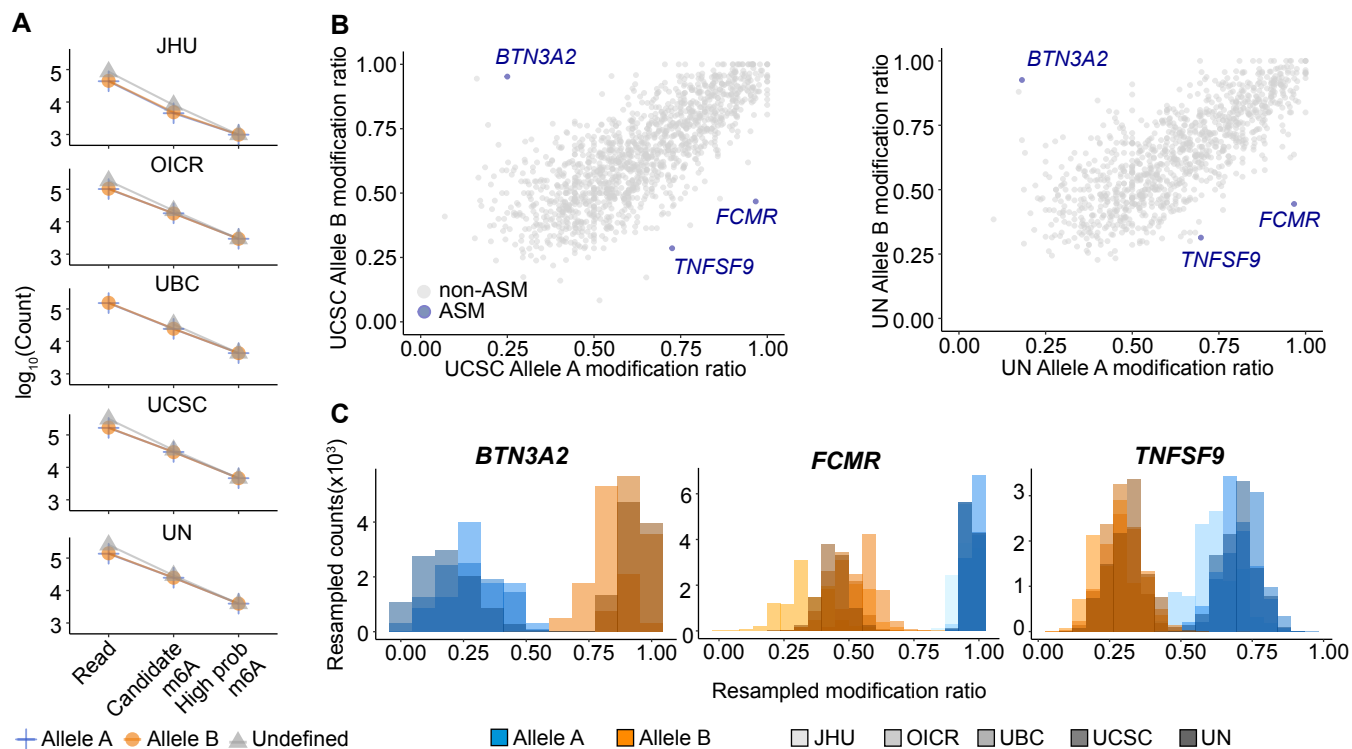 A
JHU
5
4
3
OICR
5
4
3
UBC
5
4
3
UCSC
5
4
3
UN
5
4
3
log10(Count)
Read
Candidate m6A
High prob m6A
Allele A
Allele B
Undefined
B
UCSC Allele B modification ratio
1.00
0.75
0.50
0.25
0.00
BTN3A2
FCMR
TNFSF9
non-ASM
ASM
0.00 0.25 0.50 0.75 1.00
UCSC Allele A modification ratio
UN Allele B modification ratio
1.00
0.75
0.50
0.25
0.00
BTN3A2
FCMR
TNFSF9
0.00 0.25 0.50 0.75 1.00
UN Allele A modification ratio
C
Resampled counts(x10³)
BTN3A2
4
2
0
0.00 0.25 0.50 0.75 1.00
FCMR
6
4
2
0
0.00 0.25 0.50 0.75 1.00
TNFSF9
3
2
1
0
0.00 0.25 0.50 0.75 1.00
Resampled modification ratio
Allele A
Allele B
JHU
OICR
UBC
UCSC
UN